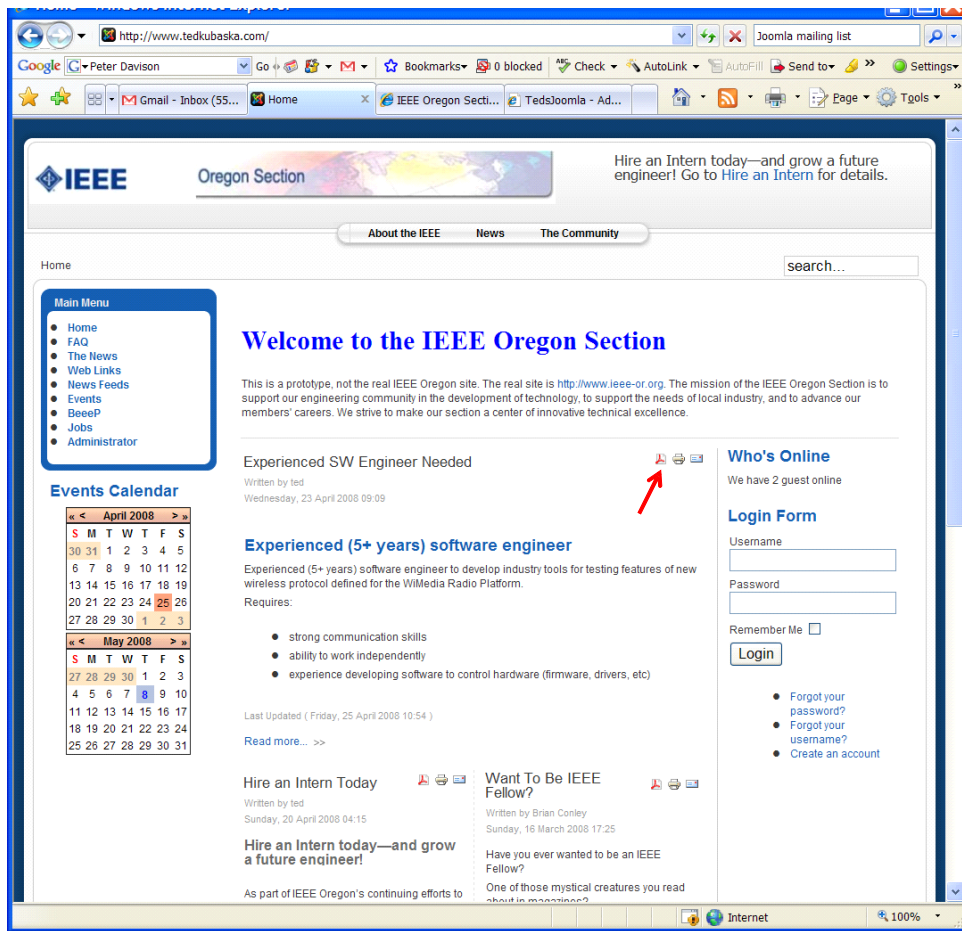 Home - Windows Internet Explorer
http://www.tedkubaska.com/
Joomla mailing list
Google
G
Peter Davison
Go
Bookmarks
0 blocked
ABC
Check
AutoLink
AutoFill
Send to
»
Settings
Gmail - Inbox (55...
Home
x
IEEE Oregon Secti...
TedsJoomla - Ad...
Page
Tools
»
IEEE
Oregon Section
Hire an Intern today—and grow a future
engineer! Go to Hire an Intern for details.
About the IEEE News The Community
Home
search...
Main Menu
Home
FAQ
The News
Web Links
News Feeds
Events
BeeeP
Jobs
Administrator
Events Calendar
« < April 2008 > »
S M T W T F S
30 31 1 2 3 4 5
6 7 8 9 10 11 12
13 14 15 16 17 18 19
20 21 22 23 24 25 26
27 28 29 30 1 2 3
« < May 2008 > »
S M T W T F S
27 28 29 30 1 2 3
4 5 6 7 8 9 10
11 12 13 14 15 16 17
18 19 20 21 22 23 24
25 26 27 28 29 30 31
Welcome to the IEEE Oregon Section
This is a prototype, not the real IEEE Oregon site. The real site is http://www.ieee-or.org. The mission of the IEEE Oregon Section is to
support our engineering community in the development of technology, to support the needs of local industry, and to advance our
members' careers. We strive to make our section a center of innovative technical excellence.
Experienced SW Engineer Needed
Written by ted
Wednesday, 23 April 2008 09:09
Experienced (5+ years) software engineer
Experienced (5+ years) software engineer to develop industry tools for testing features of new
wireless protocol defined for the WiMedia Radio Platform.
Requires:
strong communication skills
ability to work independently
experience developing software to control hardware (firmware, drivers, etc)
Last Updated ( Friday, 25 April 2008 10:54 )
Read more... >>
Hire an Intern Today
Written by ted
Sunday, 20 April 2008 04:15
Hire an Intern today—and grow
a future engineer!
As part of IEEE Oregon's continuing efforts to
Want To Be IEEE
Fellow?
Written by Brian Conley
Sunday, 16 March 2008 17:25
Have you ever wanted to be an IEEE
Fellow?
One of those mystical creatures you read
about in magazines?
Who's Online
We have 2 guest online
Login Form
Username
Password
Remember Me
Login
Forgot your
password?
Forgot your
username?
Create an account
Internet
100%